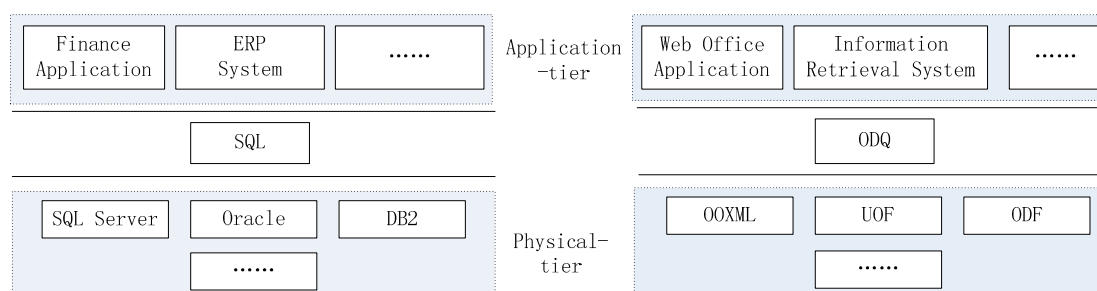 Finance
Application
ERP
System
......
Application
-tier
Web Office
Application
Information
Retrieval System
......
SQL
ODQ
SQL Server
Oracle
DB2
......
Physical-
tier
OOXML
UOF
ODF
......